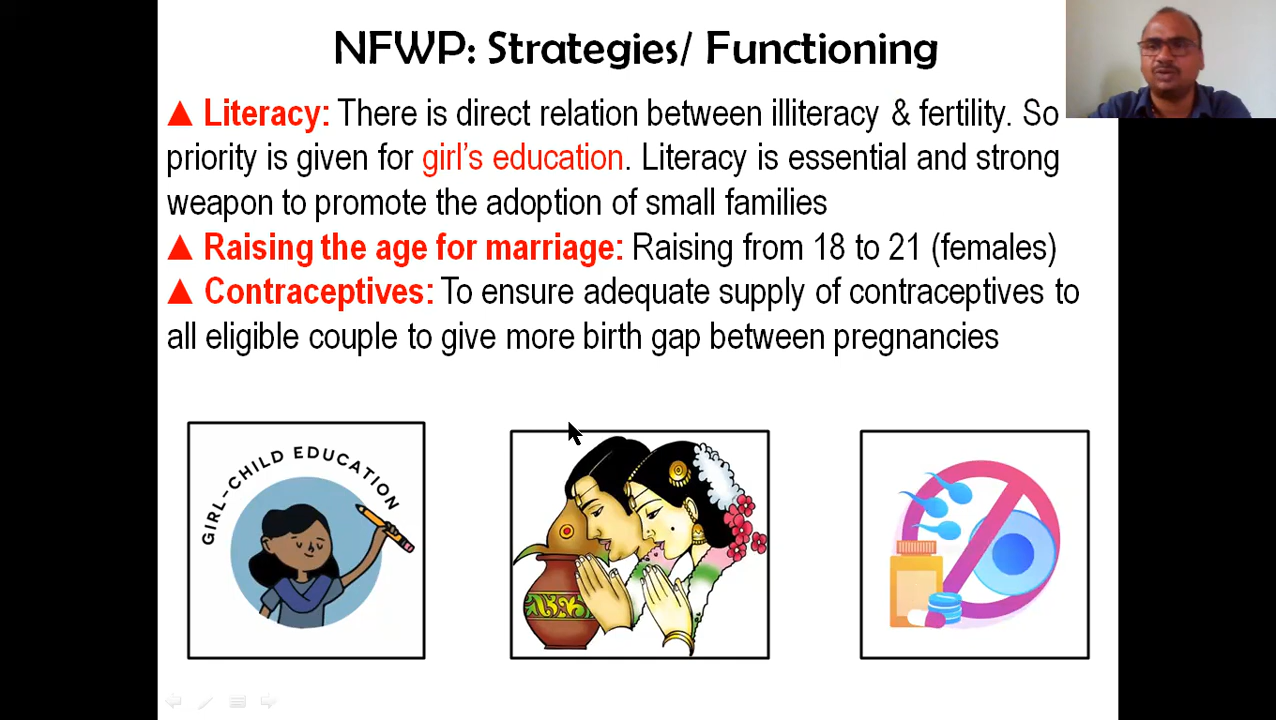 NFWP: Strategies/ Functioning
▲ Literacy: There is direct relation between illiteracy & fertility. So
priority is given for girl's education. Literacy is essential and strong
weapon to promote the adoption of small families
▲ Raising the age for marriage: Raising from 18 to 21 (females)
▲ Contraceptives: To ensure adequate supply of contraceptives to
all eligible couple to give more birth gap between pregnancies
GIRL-CHILD EDUCATION